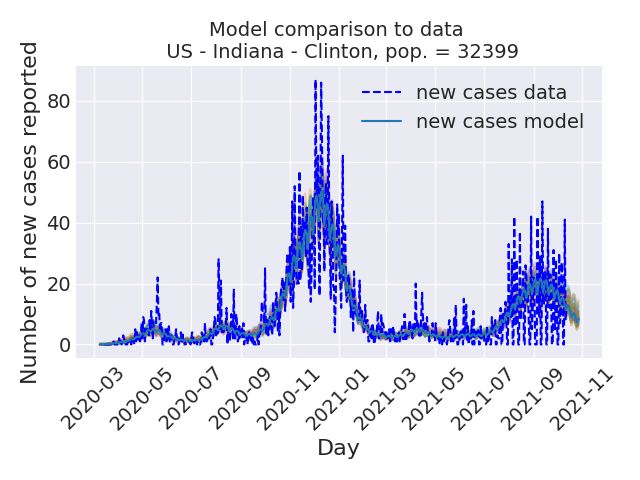 Model comparison to data
US - Indiana - Clinton, pop. = 32399
Number of new cases reported
80
60
40
20
0
new cases data
new cases model
2020-03
2020-05
2020-07
2020-09
2020-11
2021-01
2021-03
2021-05
2021-07
2021-09
2021-11
Day